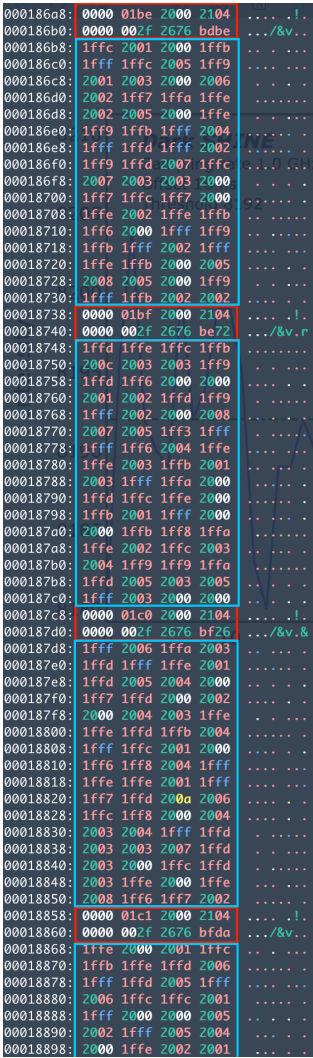 000186a8: 0000 01be 2000 2104 .... .!.
000186b0: 0000 002f 2676 bdbe .../&v..
000186b8: 1ffc 2001 2000 1ffb
000186c0: 1fff 1ffc 2005 1ff9
000186c8: 2001 2003 2000 2006
000186d0: 2002 1ff7 1ffa 1ffe
000186d8: 2002 2005 2000 1ffe
000186e0: 1ff9 1ffb 1ffc 2004
000186e8: 1fff 1ffd 1fff 2002
000186f0: 1ff9 1ffd 2007 1ffc
000186f8: 2007 2003 2003 2000
00018700: 1ff7 1ffc 1ffc 2000
00018708: 1ffe 2002 1ffe 1ffb
00018710: 1ff6 2000 1fff 1ff9
00018718: 1ffb 1fff 2002 1fff
00018720: 1ffe 1ffb 2000 2005
00018728: 2008 2005 2000 1ff9
00018730: 1fff 1ffb 2002 2002
00018738: 0000 01bf 2000 2104 .... .!.
00018740: 0000 002f 2676 be72 .../&v.r
00018748: 1ffd 1ffe 1ffc 1ffb
00018750: 200c 2003 2003 1ff9
00018758: 1ffd 1ff6 2000 2000
00018760: 2001 2002 1ffd 1ff9
00018768: 1fff 2002 2000 2008
00018770: 2007 2005 1ff3 1fff
00018778: 1fff 1ff6 2004 1ffe
00018780: 1ffe 2003 1ffb 2001
00018788: 2003 1fff 1ffa 2000
00018790: 1ffd 1ffc 1ffe 2000
00018798: 1ffb 2001 1fff 2000
000187a0: 2000 1ffb 1ff8 1ffa
000187a8: 1ffe 2002 1ffc 2003
000187b0: 2004 1ff9 1ff9 1ffa
000187b8: 1ffd 2005 2003 2005
000187c0: 1fff 2003 2000 2000
000187c8: 0000 01c0 2000 2104 .... .!.
000187d0: 0000 002f 2676 bf26 .../&v.&
000187d8: 1fff 2006 1ffa 2003
000187e0: 1ffd 1fff 1ffe 2001
000187e8: 1ffd 2005 2004 2000
000187f0: 1ff7 1ffd 2000 2002
000187f8: 2000 2004 2003 1ffe
00018800: 1ffe 1ffd 1ffb 2004
00018808: 1fff 1ffc 2001 2000
00018810: 1ff6 1ff8 2004 1fff
00018818: 1ffe 1ffe 2001 1fff
00018820: 1ff7 1ffd 200a 2006
00018828: 1ffc 1ff8 2000 2004
00018830: 2003 2004 1fff 1ffd
00018838: 2003 2003 2007 1ffd
00018840: 2003 2000 1ffc 1ffd
00018848: 2003 1ffe 2000 1ffe
00018850: 2008 1ff6 1ff7 2002
00018858: 0000 01c1 2000 2104 .... .!.
00018860: 0000 002f 2676 bfda .../&v..
00018868: 1ffe 2000 2001 1ffc
00018870: 1ffb 1ffe 1ffd 2006
00018878: 1fff 1ffd 2005 1fff
00018880: 2006 1ffc 1ffc 2001
00018888: 1fff 2000 2000 2005
00018890: 2002 1fff 2005 2004
00018898: 2000 1ffe 2002 2001